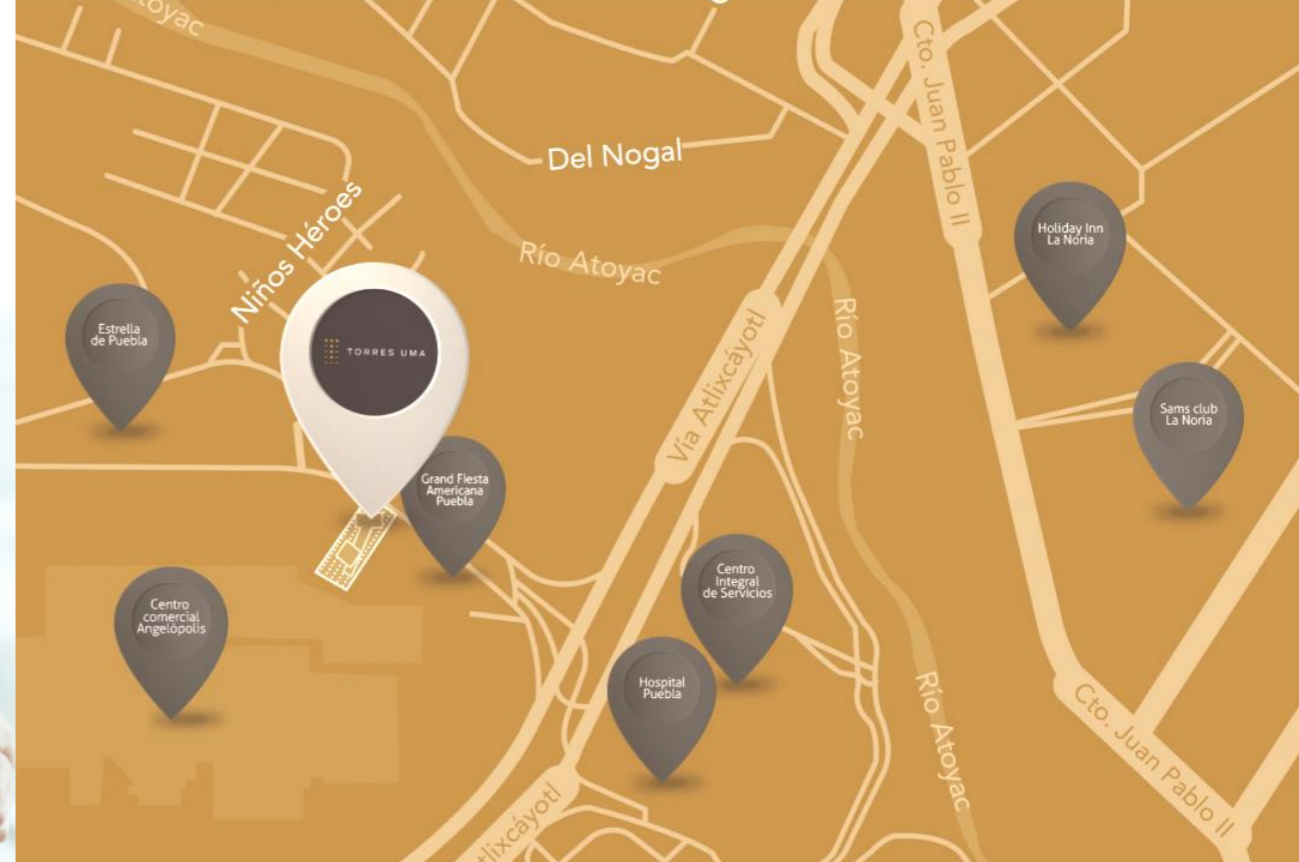 toyac
Cto. Juan Pablo II
Del Nogal
Niños Héroes
Río Atoyac
Holiday Inn
La Noria
Estrella
de Puebla
TORRES UMA
Río Atoyac
Vía Atlixcáyotl
Sams club
La Noria
Grand Fiesta
Americana
Puebla
Centro
Integral
de Servicios
Centro
comercial
Angelópolis
Hospital
Puebla
Río Atoyac
Cto. Juan Pablo II
tlixcáyotl